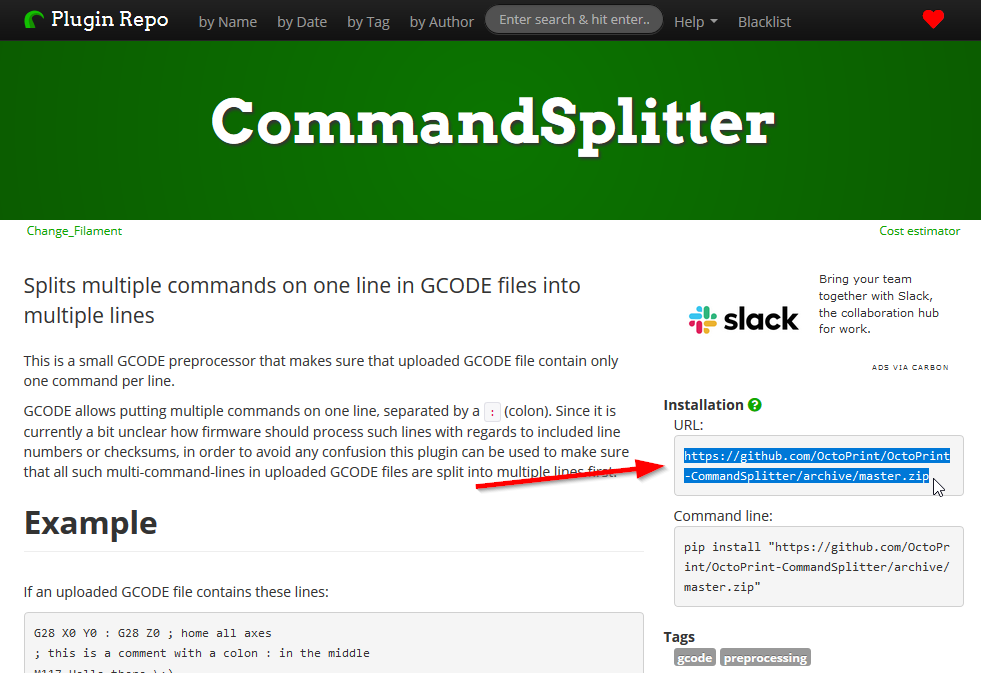 Plugin Repo by Name by Date by Tag by Author Enter search & hit enter.. Help Blacklist
CommandSplitter
Change_Filament Cost estimator
Splits multiple commands on one line in GCODE files into
multiple lines
This is a small GCODE preprocessor that makes sure that uploaded GCODE file contain only
one command per line.
GCODE allows putting multiple commands on one line, separated by a : (colon). Since it is
currently a bit unclear how firmware should process such lines with regards to included line
numbers or checksums, in order to avoid any confusion this plugin can be used to make sure
that all such multi-command-lines in uploaded GCODE files are split into multiple lines first.
Example
If an uploaded GCODE file contains these lines:
G28 X0 Y0 : G28 Z0 ; home all axes
; this is a comment with a colon : in the middle
M117 Hello there \:)
slack
Bring your team
together with Slack,
the collaboration hub
for work.
ADS VIA CARBON
Installation ?
URL:
https://github.com/OctoPrint/OctoPrint
-CommandSplitter/archive/master.zip
Command line:
pip install "https://github.com/OctoPr
int/OctoPrint-CommandSplitter/archive/
master.zip"
Tags
gcode preprocessing